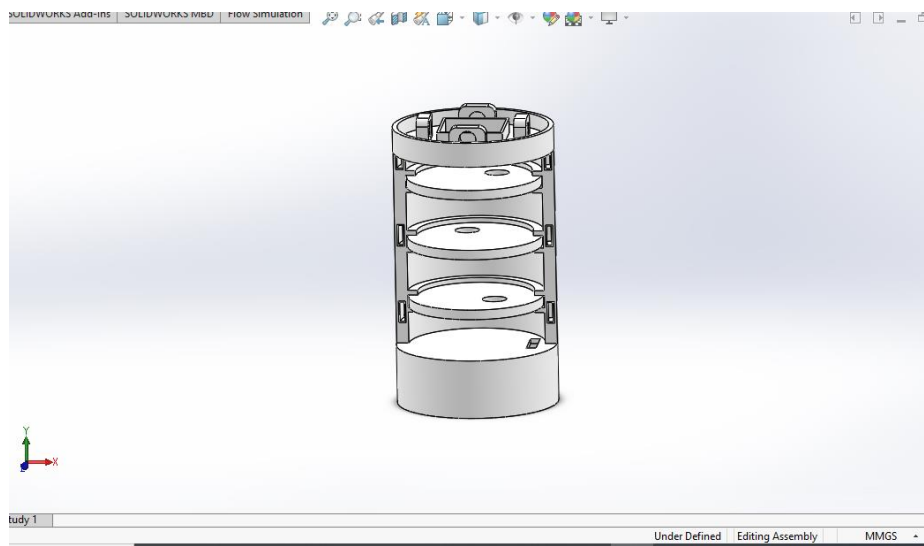 SOLIDWORKS Add-Ins SOLIDWORKS MBD Flow Simulation
Y
X
Z
tudy 1
Under Defined Editing Assembly MMGS